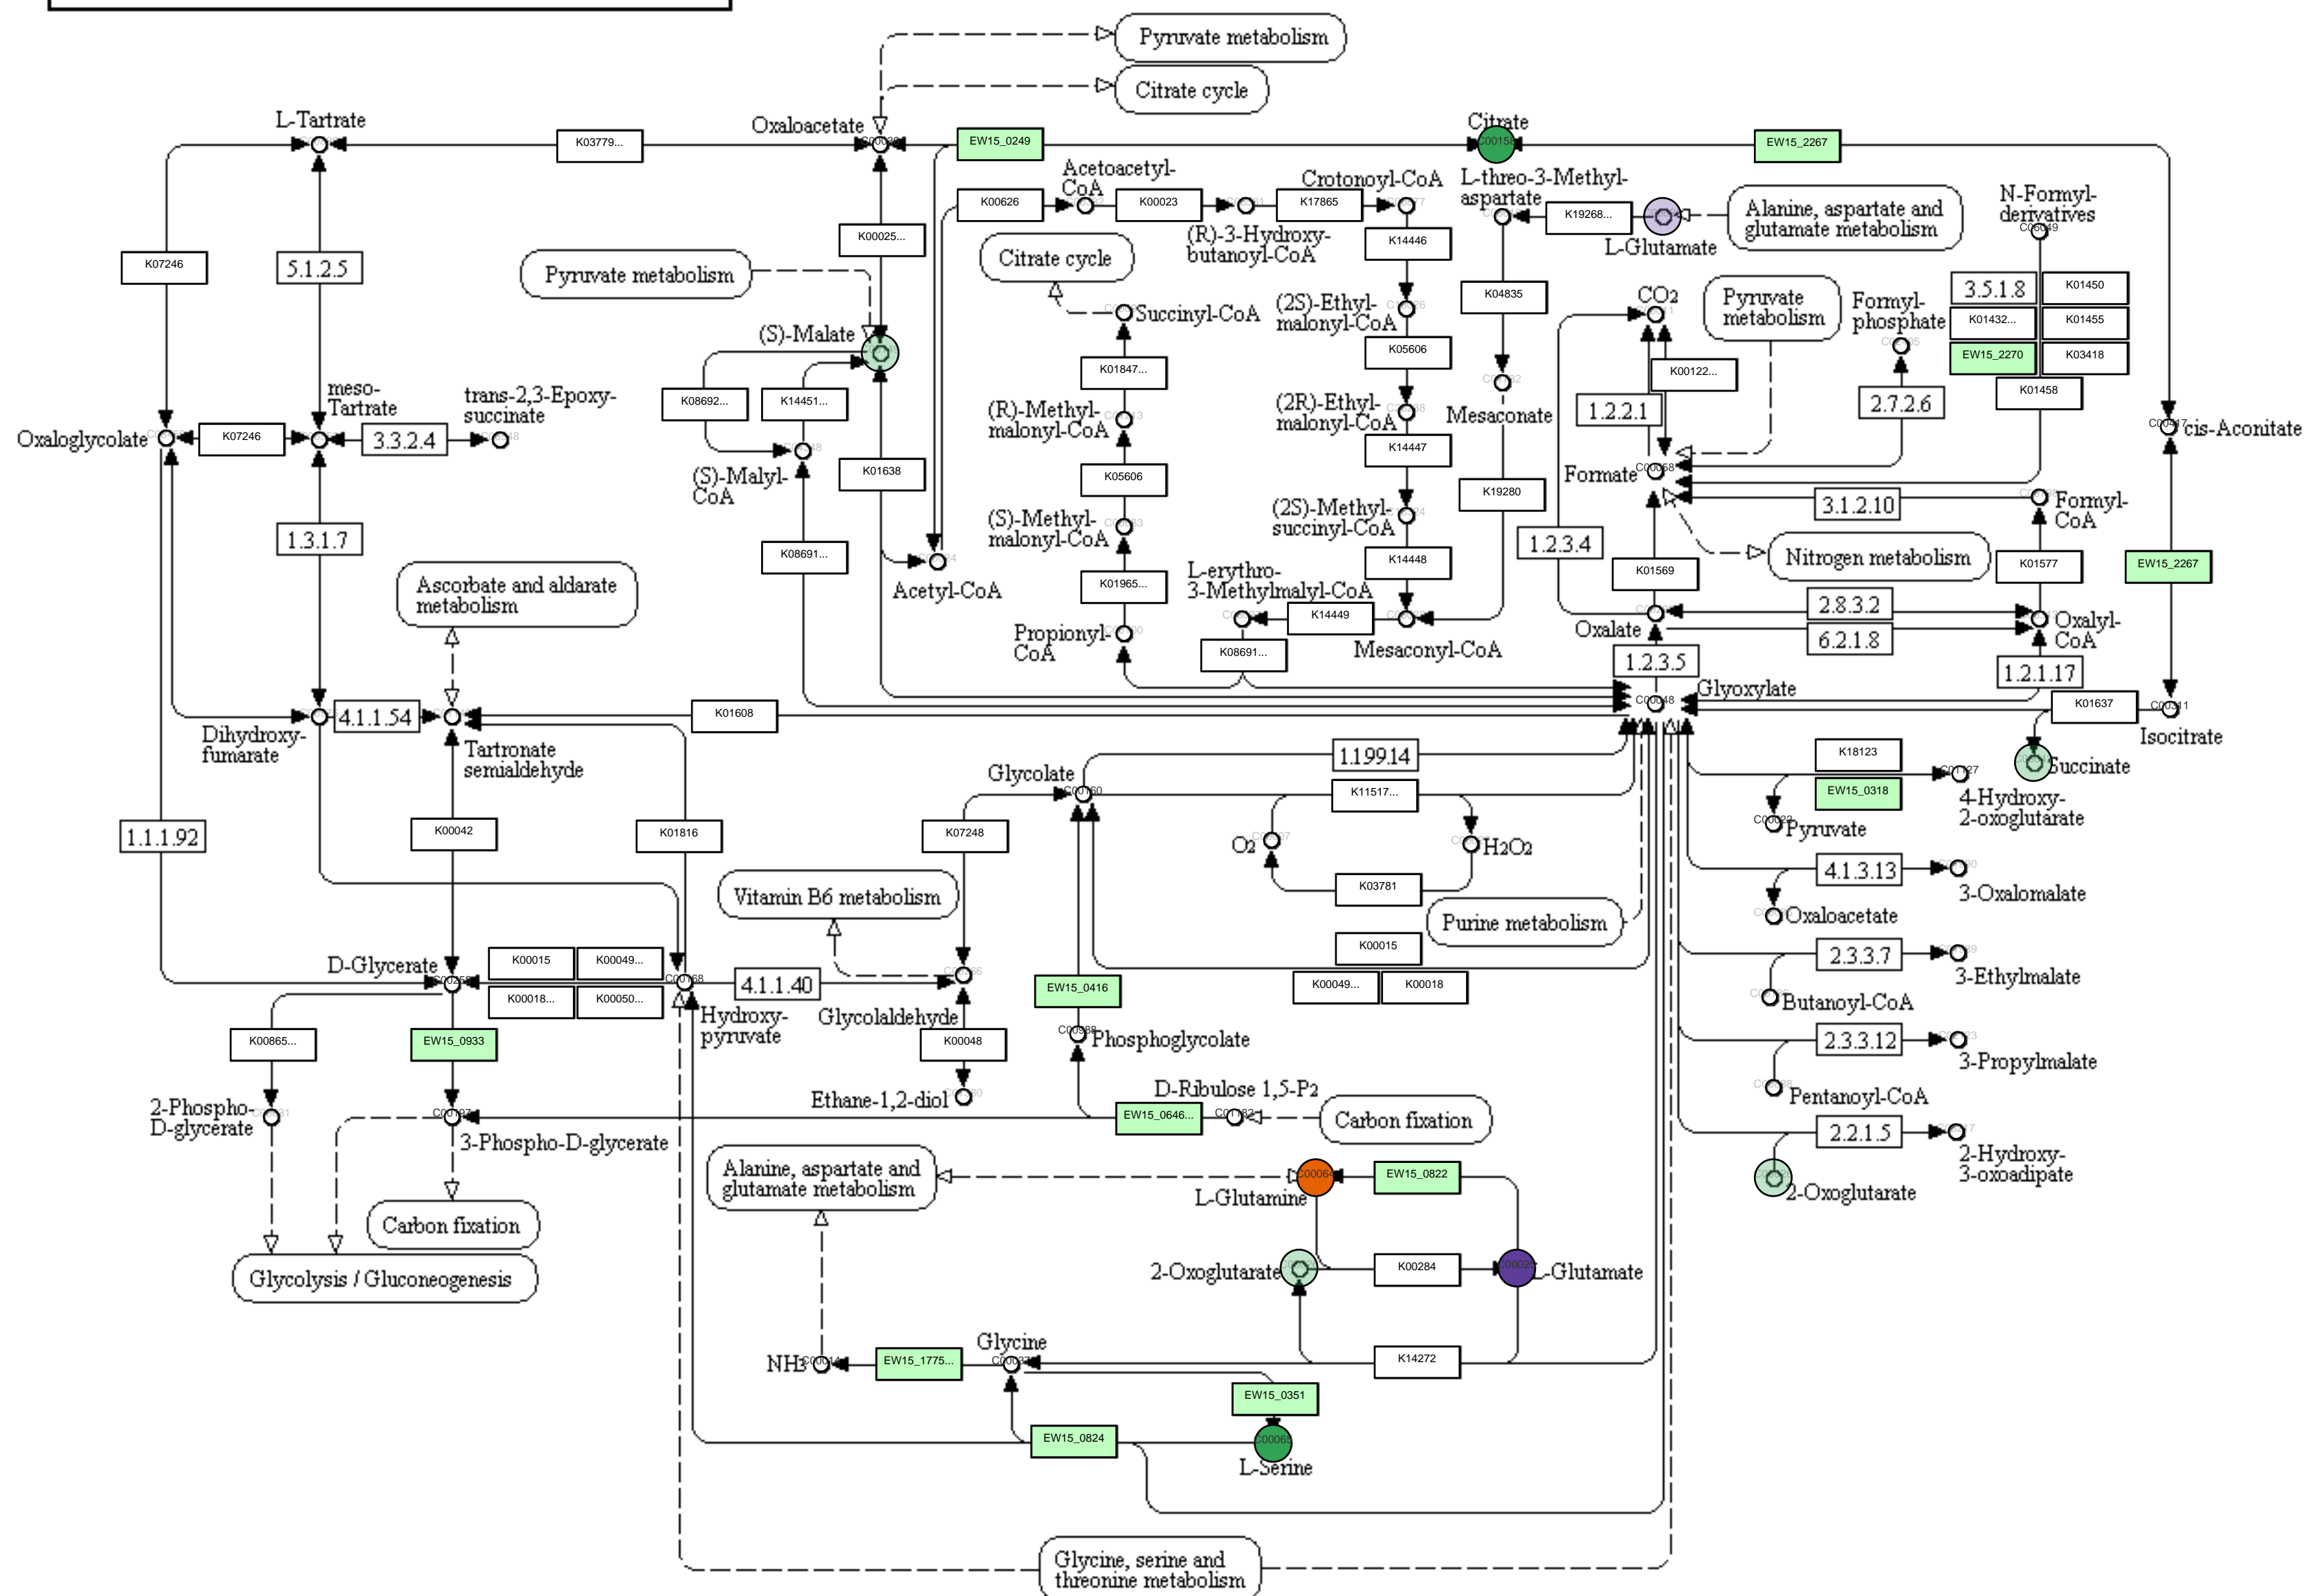 Pyruvate metabolism
Citrate cycle
L-Tartrate
K03779...
Oxaloacetate
EW15_0249
Citrate
C00158
EW15_2267
Acetoacetyl-
CoA
Crotonoyl-CoA
L-threo-3-Methyl-
aspartate
K00626
K00023
K17865
K19268...
L-Glutamate
Alanine, aspartate and
glutamate metabolism
N-Formyl-
derivatives
K07246
5.1.2.5
K00025...
Pyruvate metabolism
(R)-3-Hydroxy-
butanoyl-CoA
K14446
Citrate cycle
K04835
CO2
Pyruvate
metabolism
Formyl-
phosphate
3.5.1.8
K01450
K01432...
K01455
EW15_2270
K03418
K01458
(S)-Malate
Succinyl-CoA
(2S)-Ethyl-
malonyl-CoA
K05606
K00122...
K08692...
K14451...
K01847...
1.2.2.1
2.7.2.6
meso-
Tartrate
trans-2,3-Epoxy-
succinate
(R)-Methyl-
malonyl-CoA
(2R)-Ethyl-
malonyl-CoA
Mesaconate
Oxaloglycolate
K07246
3.3.2.4
cis-Aconitate
(S)-Malyl-
CoA
K01638
K05606
K14447
K19280
Formate
C00058
3.1.2.10
Formyl-
CoA
1.3.1.7
K08691...
(S)-Methyl-
malonyl-CoA
(2S)-Methyl-
succinyl-CoA
1.2.3.4
Nitrogen metabolism
Acetyl-CoA
K14448
K01569
K01577
EW15_2267
Ascorbate and aldarate
metabolism
K01965...
L-erythro-
3-Methylmalyl-CoA
K14449
Propionyl-
CoA
K08691...
Mesaconyl-CoA
Oxalate
2.8.3.2
6.2.1.8
Oxalyl-
CoA
1.2.3.5
1.2.1.17
Glyoxylate
C00048
K01637
C00311
Isocitrate
4.1.1.54
K01608
Dihydroxy-
fumarate
Tartronate
semialdehyde
Glycolate
C00160
1.1.99.14
K18123
Succinate
K11517...
EW15_0318
4-Hydroxy-
2-oxoglutarate
C00022
Pyruvate
1.1.1.92
K00042
K01816
K07248
O2
H2O2
K03781
4.1.3.13
3-Oxalomalate
Oxaloacetate
Vitamin B6 metabolism
Purine metabolism
D-Glycerate
K00015
K00049...
K00018...
K00050...
C00168
4.1.1.40
Hydroxy-
pyruvate
Glycolaldehyde
K00015
K00049...
K00018
EW15_0416
2.3.3.7
3-Ethylmalate
Butanoyl-CoA
K00865...
EW15_0933
K00048
C00988
Phosphoglycolate
2.3.3.12
3-Propylmalate
Pentanoyl-CoA
2-Phospho-
D-glycerate
C00197
3-Phospho-D-glycerate
Ethane-1,2-diol
D-Ribulose 1,5-P2
EW15_0646...
Carbon fixation
2.2.1.5
2-Hydroxy-
3-oxoadipate
2-Oxoglutarate
Carbon fixation
Glycolysis / Gluconeogenesis
Alanine, aspartate and
glutamate metabolism
C00064
EW15_0822
L-Glutamine
2-Oxoglutarate
K00284
C00025
L-Glutamate
NH3
EW15_1775...
Glycine
C00037
K14272
EW15_0351
EW15_0824
C00065
L-Serine
Glycine, serine and
threonine metabolism